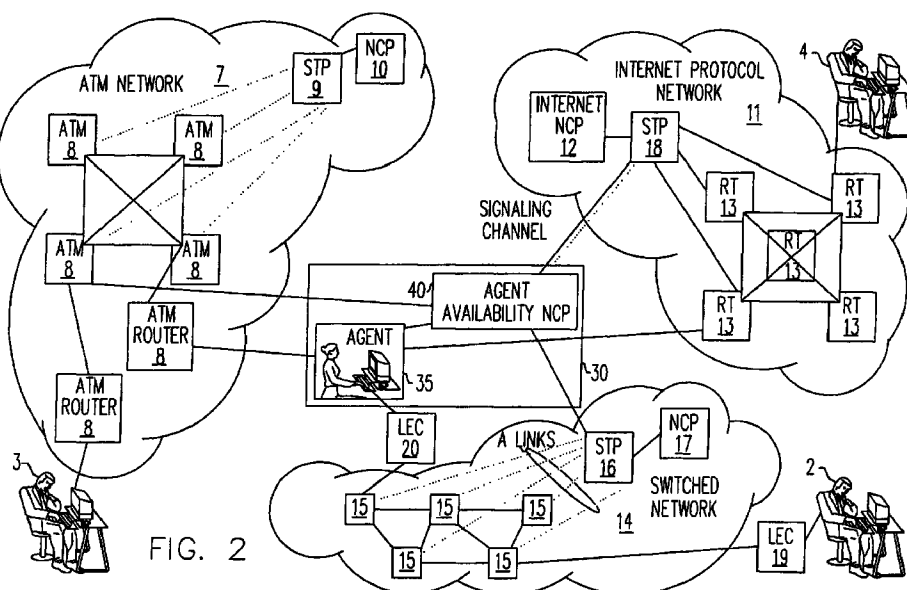 ATM NETWORK
7
STP
9
NCP
10
ATM
8
ATM
8
ATM
8
ATM
8
ATM
ROUTER
8
ATM
ROUTER
8
3
FIG. 2
INTERNET PROTOCOL
NETWORK
11
4
INTERNET
NCP
12
STP
18
SIGNALING
CHANNEL
RT
13
RT
13
RT
13
RT
13
RT
13
40
AGENT
AVAILABILITY NCP
AGENT
35
30
LEC
20
A LINKS
STP
16
NCP
17
SWITCHED
NETWORK
14
15
15
15
15
15
LEC
19
2